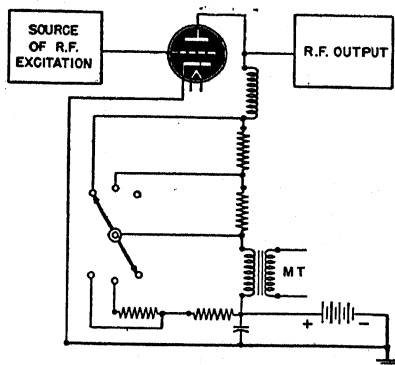 SOURCE
OF R.F.
EXCITATION
R.F. OUTPUT
MT
+ -